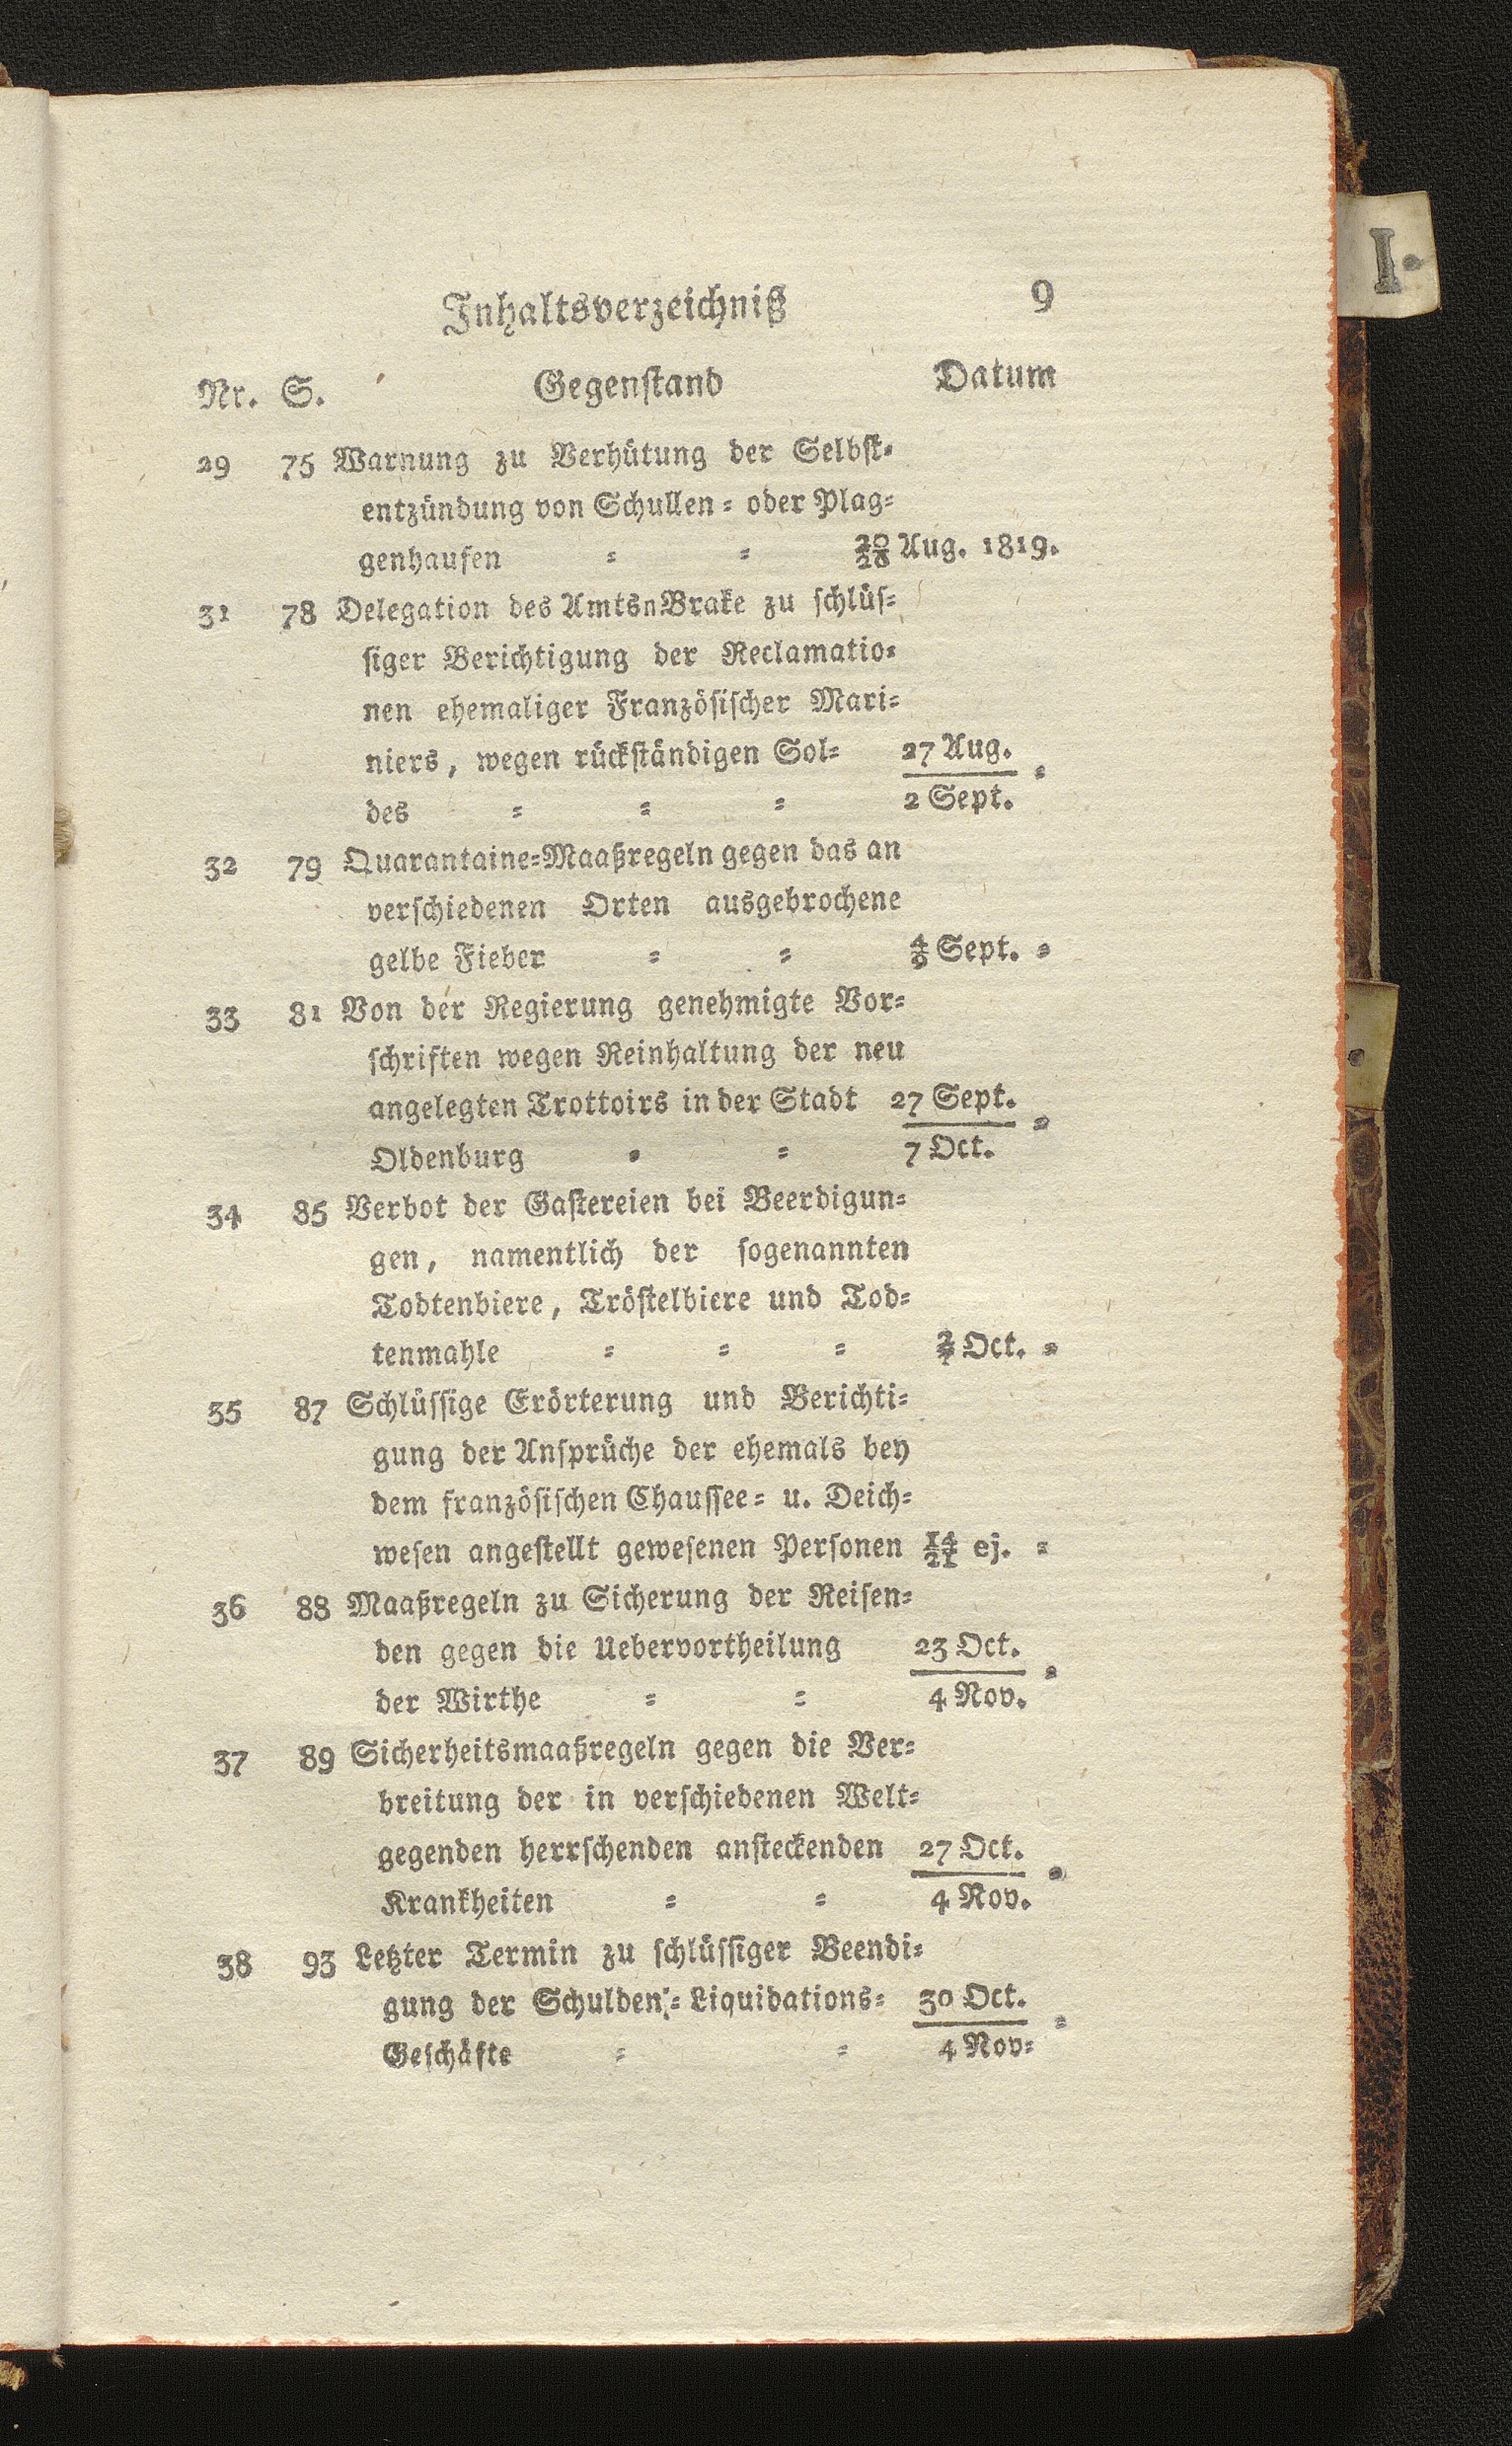 I.
Inhaltsverzeichniß 9
Nr. S. Gegenstand Datum
29 75 Warnung zu Verhütung der Selbst-
entzündung von Schullen- oder Plag-
genhausen = = 20/28 Aug. 1819.
31 78 Delegation des AmtsnBrake zu schlüs-
siger Berichtigung der Reclamatio-
nen ehemaliger Französischer Mari-
niers, wegen rückständigen Sol- 27 Aug.
des = = = 2 Sept. =
32 79 Quarantaine-Maaßregeln gegen das an
verschiedenen Orten ausgebrochene
gelbe Fieber = = 4/9 Sept. =
33 81 Von der Regierung genehmigte Vor-
schriften wegen Reinhaltung der neu
angelegten Trottoirs in der Stadt 27 Sept.
Oldenburg = = 7 Oct. =
34 85 Verbot der Gastereien bei Beerdigun-
gen, namentlich der sogenannten
Todtenbiere, Tröstelbiere und Tod-
tenmahle = = = Oct. =
35 87 Schlüssige Erörterung und Berichti-
gung der Ansprüche der ehemals bey
dem französischen Chaussee- u. Deich-
wesen angestellt gewesenen Personen 14/21 ej. =
36 88 Maaßregeln zu Sicherung der Reisen-
den gegen die Uebervortheilung 23 Oct.
der Wirthe = = 4 Nov. =
37 89 Sicherheitsmaaßregeln gegen die Ver-
breitung der in verschiedenen Welt-
gegenden herrschenden ansteckenden 27 Oct.
Krankheiten = = 4 Nov. =
38 93 Letzter Termin zu schlüssiger Beendi-
gung der Schulden-Liquidations- 30 Oct.
Geschäfte = = 4 Nov. =